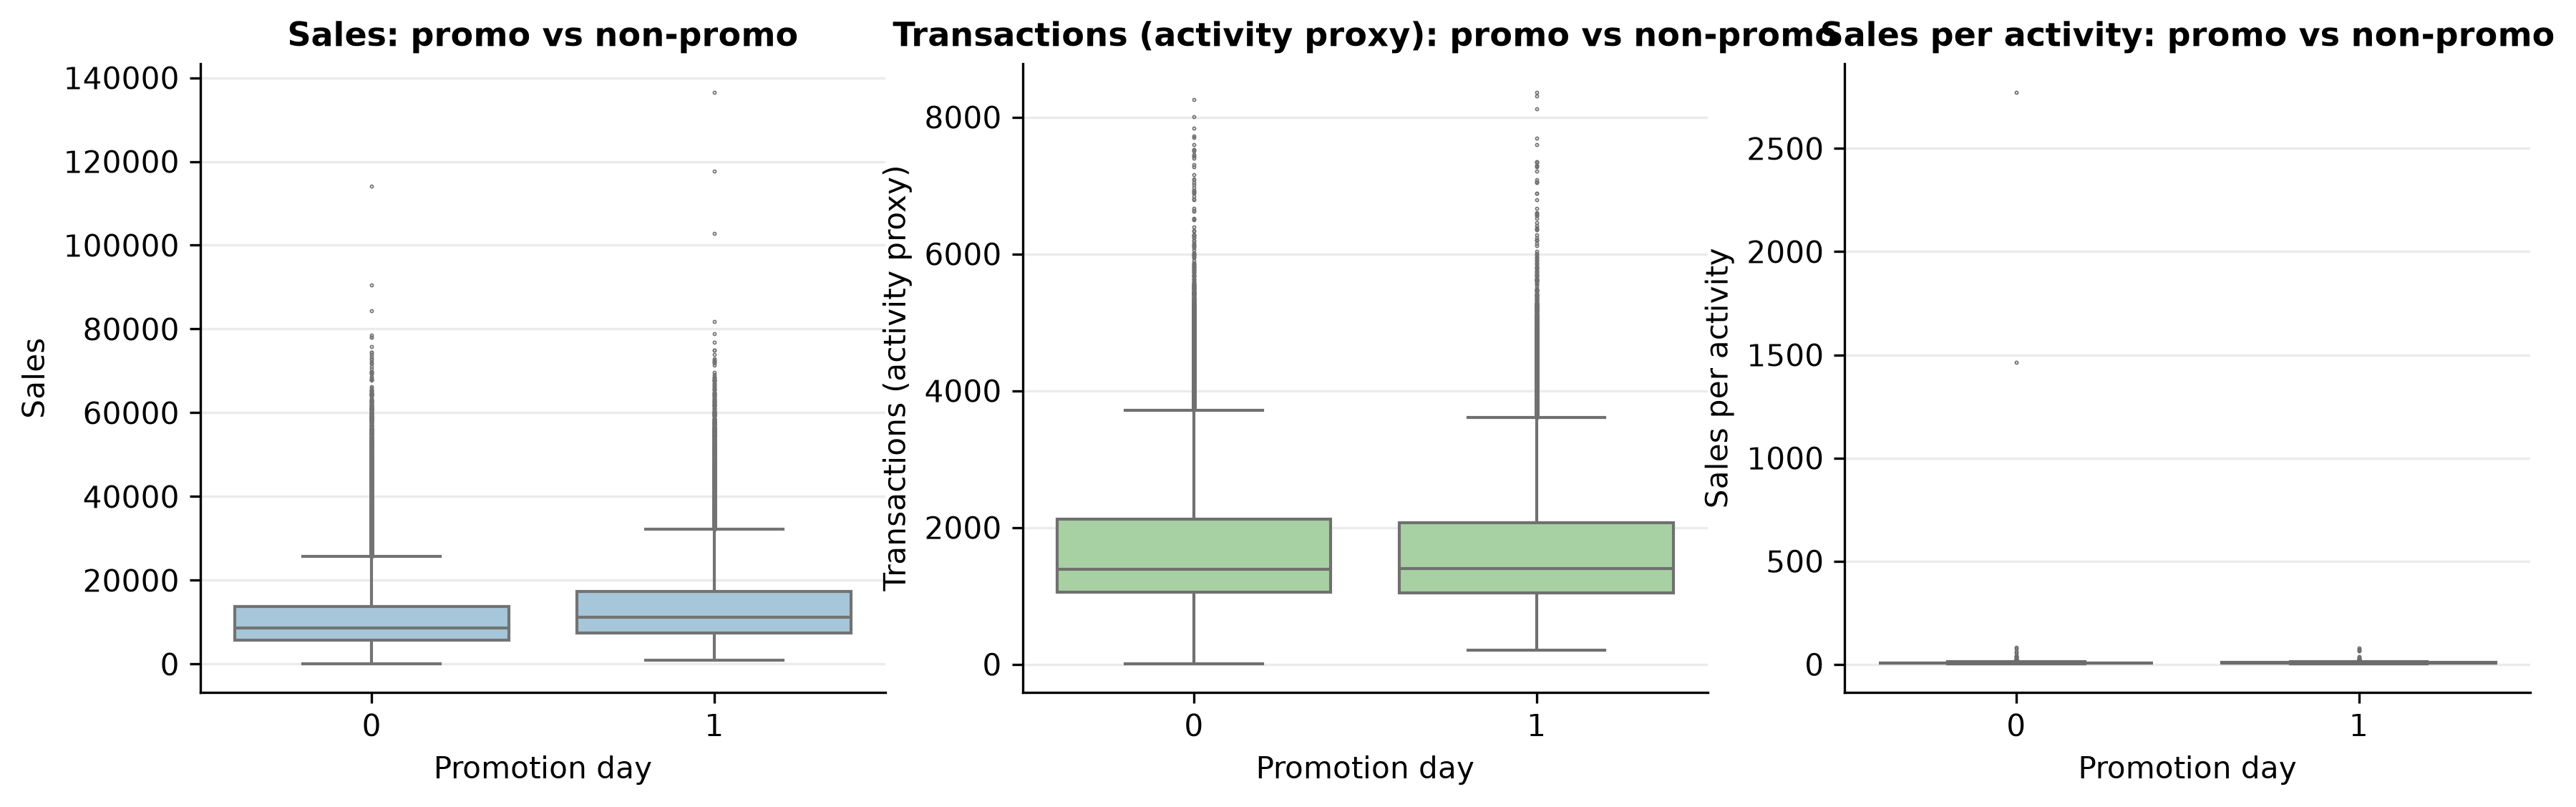 Sales: promo vs non-promo
140000
120000
100000
80000
60000
40000
20000
0
Sales
0
1
Promotion day
Transactions (activity proxy): promo vs non-promo
8000
6000
4000
2000
0
Transactions (activity proxy)
0
1
Promotion day
Sales per activity: promo vs non-promo
2500
2000
1500
1000
500
0
Sales per activity
0
1
Promotion day